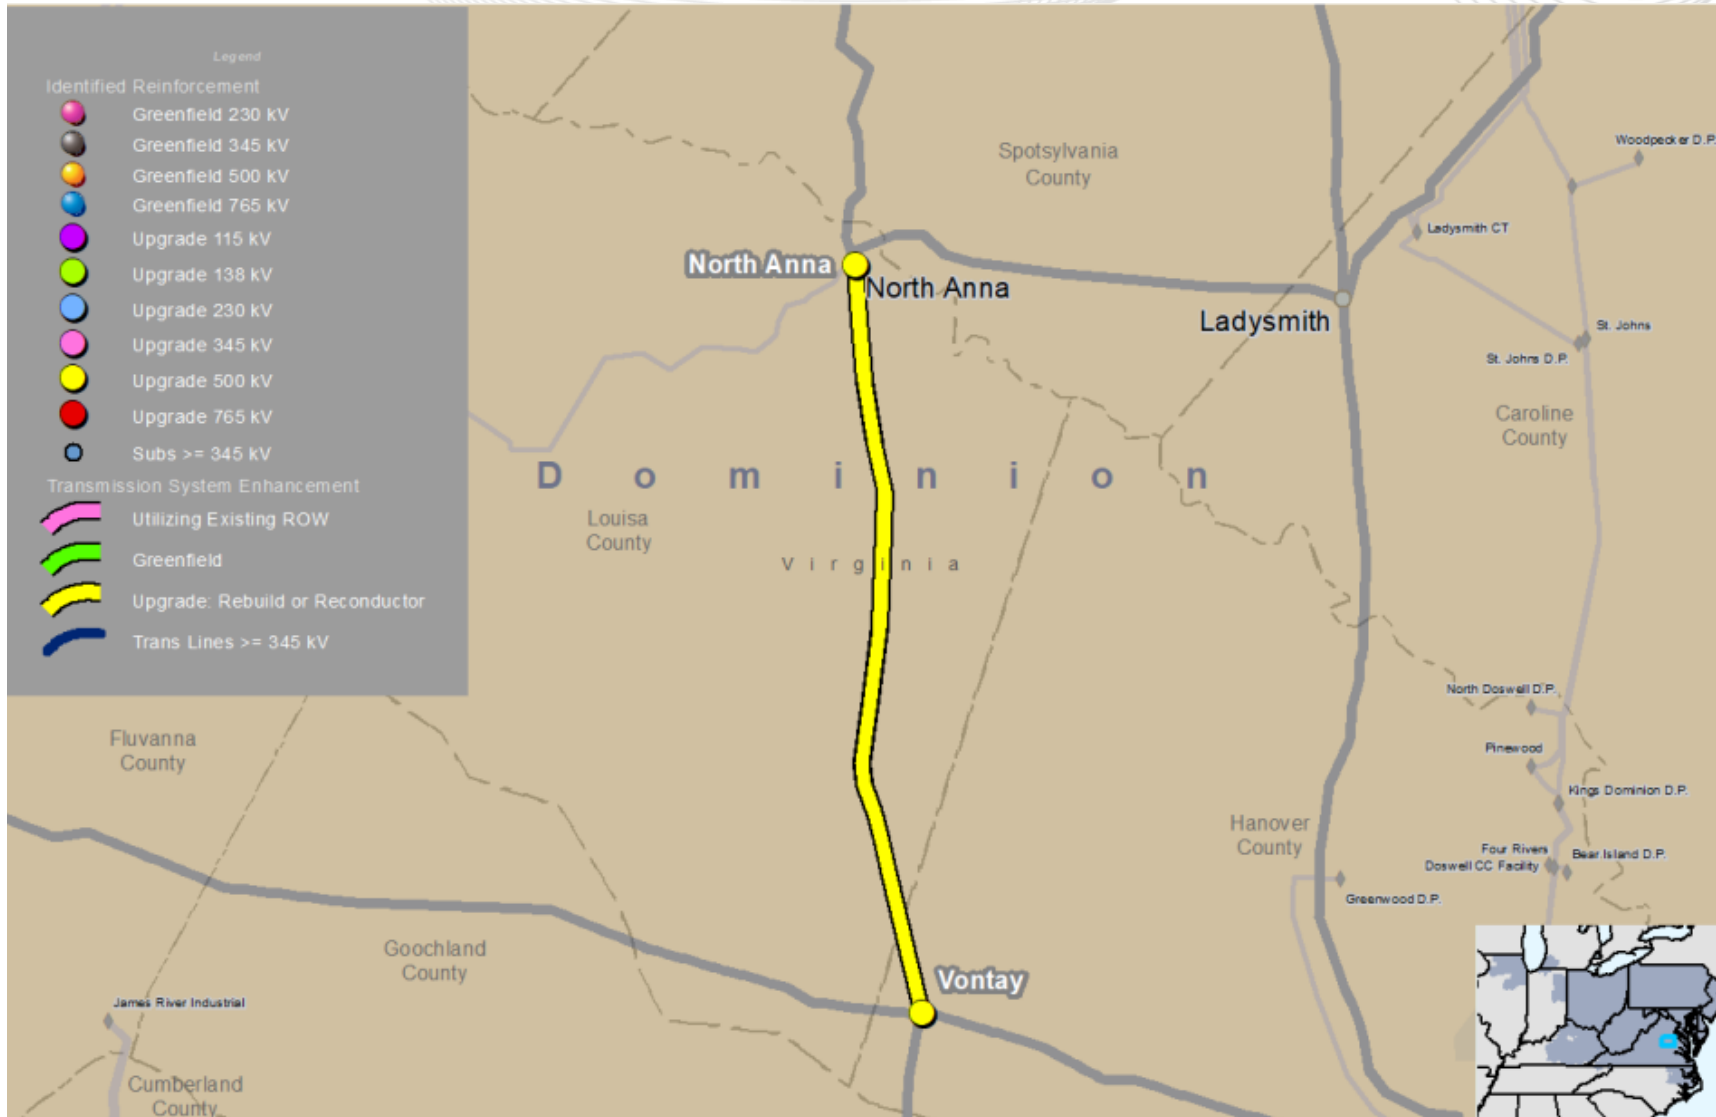 Legend
Identified Reinforcement
Greenfield 230 kV
Greenfield 345 kV
Greenfield 500 kV
Greenfield 765 kV
Upgrade 115 kV
Upgrade 138 kV
Upgrade 230 kV
Upgrade 345 kV
Upgrade 500 kV
Upgrade 765 kV
Subs >= 345 kV
Transmission System Enhancement
Utilizing Existing ROW
Greenfield
Upgrade: Rebuild or Reconductor
Trans Lines >= 345 kV
Spotsylvania
County
Woodpecker D.P.
Ladysmith CT
North Anna
North Anna
Ladysmith
St. Johns
St. Johns D.P.
Caroline
County
Dominion
Louisa
County
Virginia
North Doswell D.P.
Fluvanna
County
Pinewood
Kings Dominion D.P.
Hanover
County
Four Rivers
Doswell CC Facility
Bear Island D.P.
Greenwood D.P.
Goochland
County
Vontay
James River Industrial
Cumberland
County